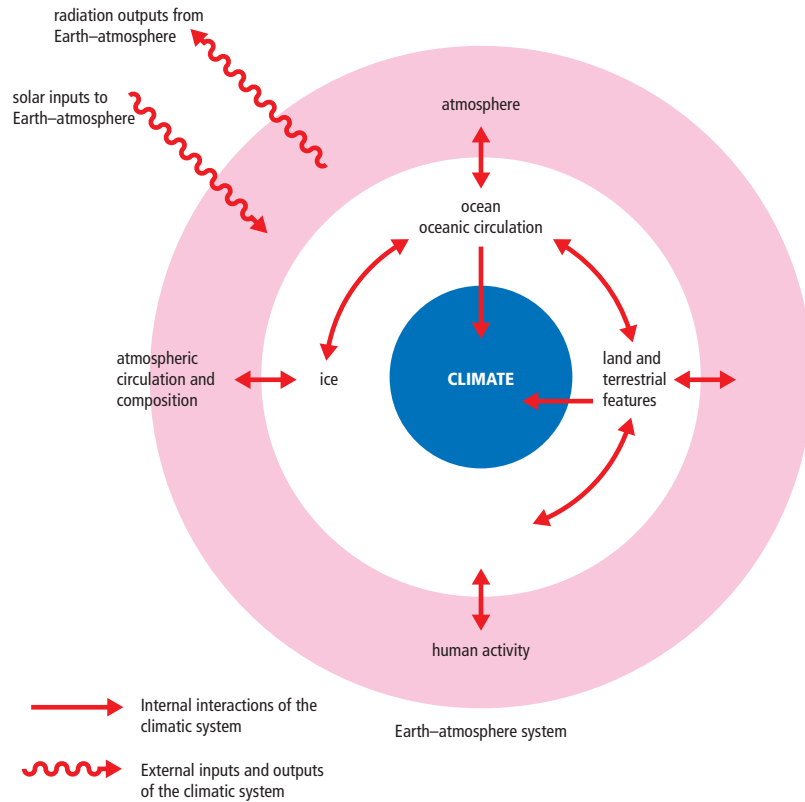 radiation outputs from
Earth–atmosphere
solar inputs to
Earth–atmosphere
atmosphere
ocean
oceanic circulation
atmospheric
circulation and
composition
ice
CLIMATE
land and
terrestrial
features
human activity
Internal interactions of the
climatic system
Earth–atmosphere system
External inputs and outputs
of the climatic system